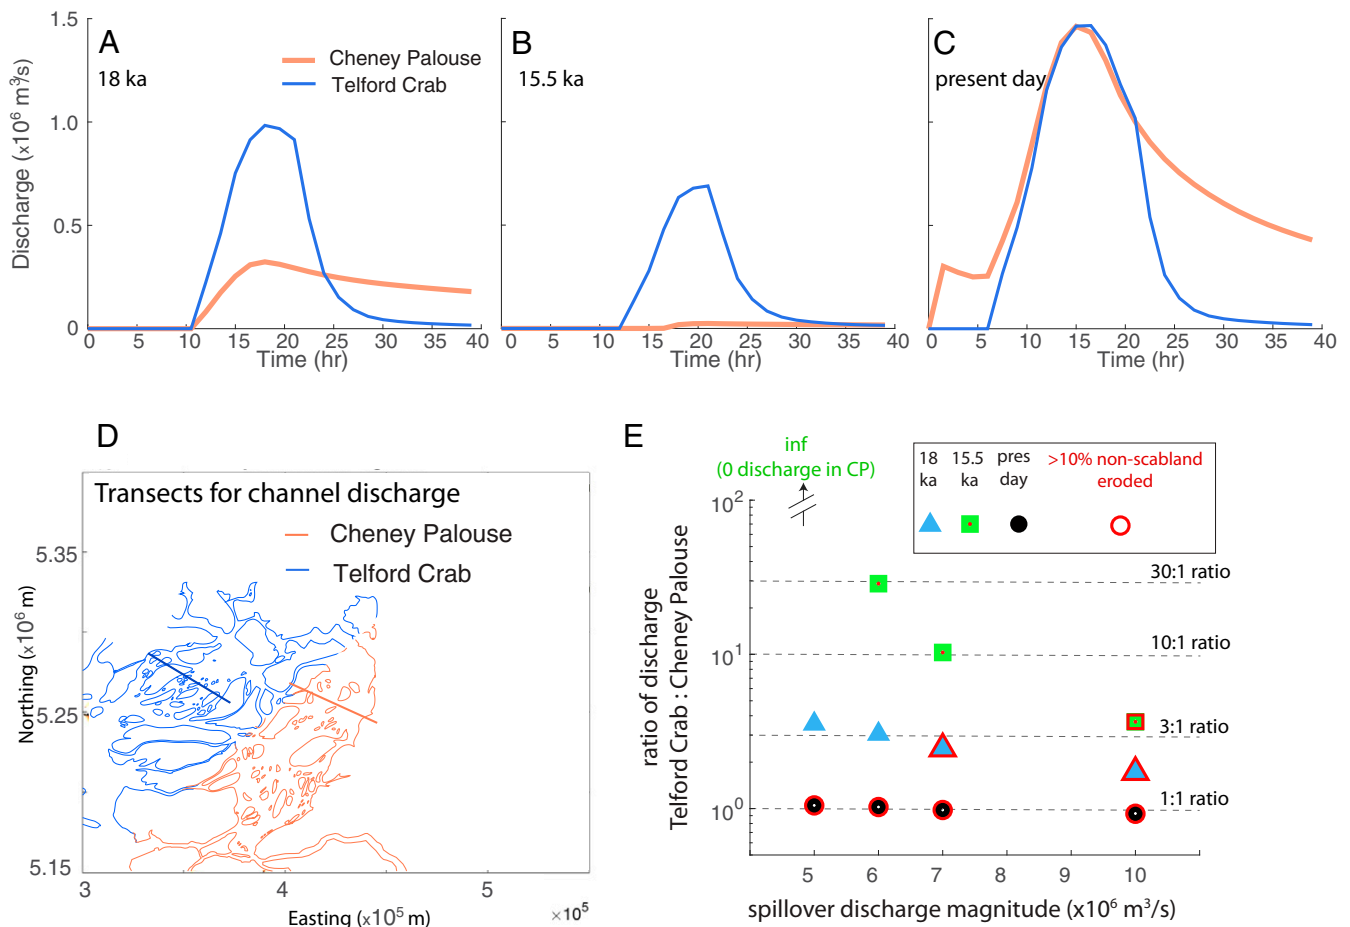 A
18 ka
Cheney Palouse
Telford Crab
B
15.5 ka
C
present day
Discharge (x10⁶ m³/s)
1.5
1.0
0.5
0
0 5 10 15 20 25 30 35 40
Time (hr)
0 5 10 15 20 25 30 35 40
Time (hr)
0 5 10 15 20 25 30 35 40
Time (hr)
D
Transects for channel discharge
Cheney Palouse
Telford Crab
Northing (x10⁶ m)
5.35
5.25
5.15
3 4 5
Easting (x10⁵ m)
×10⁵
E
inf
(0 discharge in CP)
18 ka
15.5 ka
pres day
>10% non-scabland eroded
ratio of discharge
Telford Crab : Cheney Palouse
10²
10¹
10⁰
30:1 ratio
10:1 ratio
3:1 ratio
1:1 ratio
5 6 7 8 9 10
spillover discharge magnitude (x10⁶ m³/s)